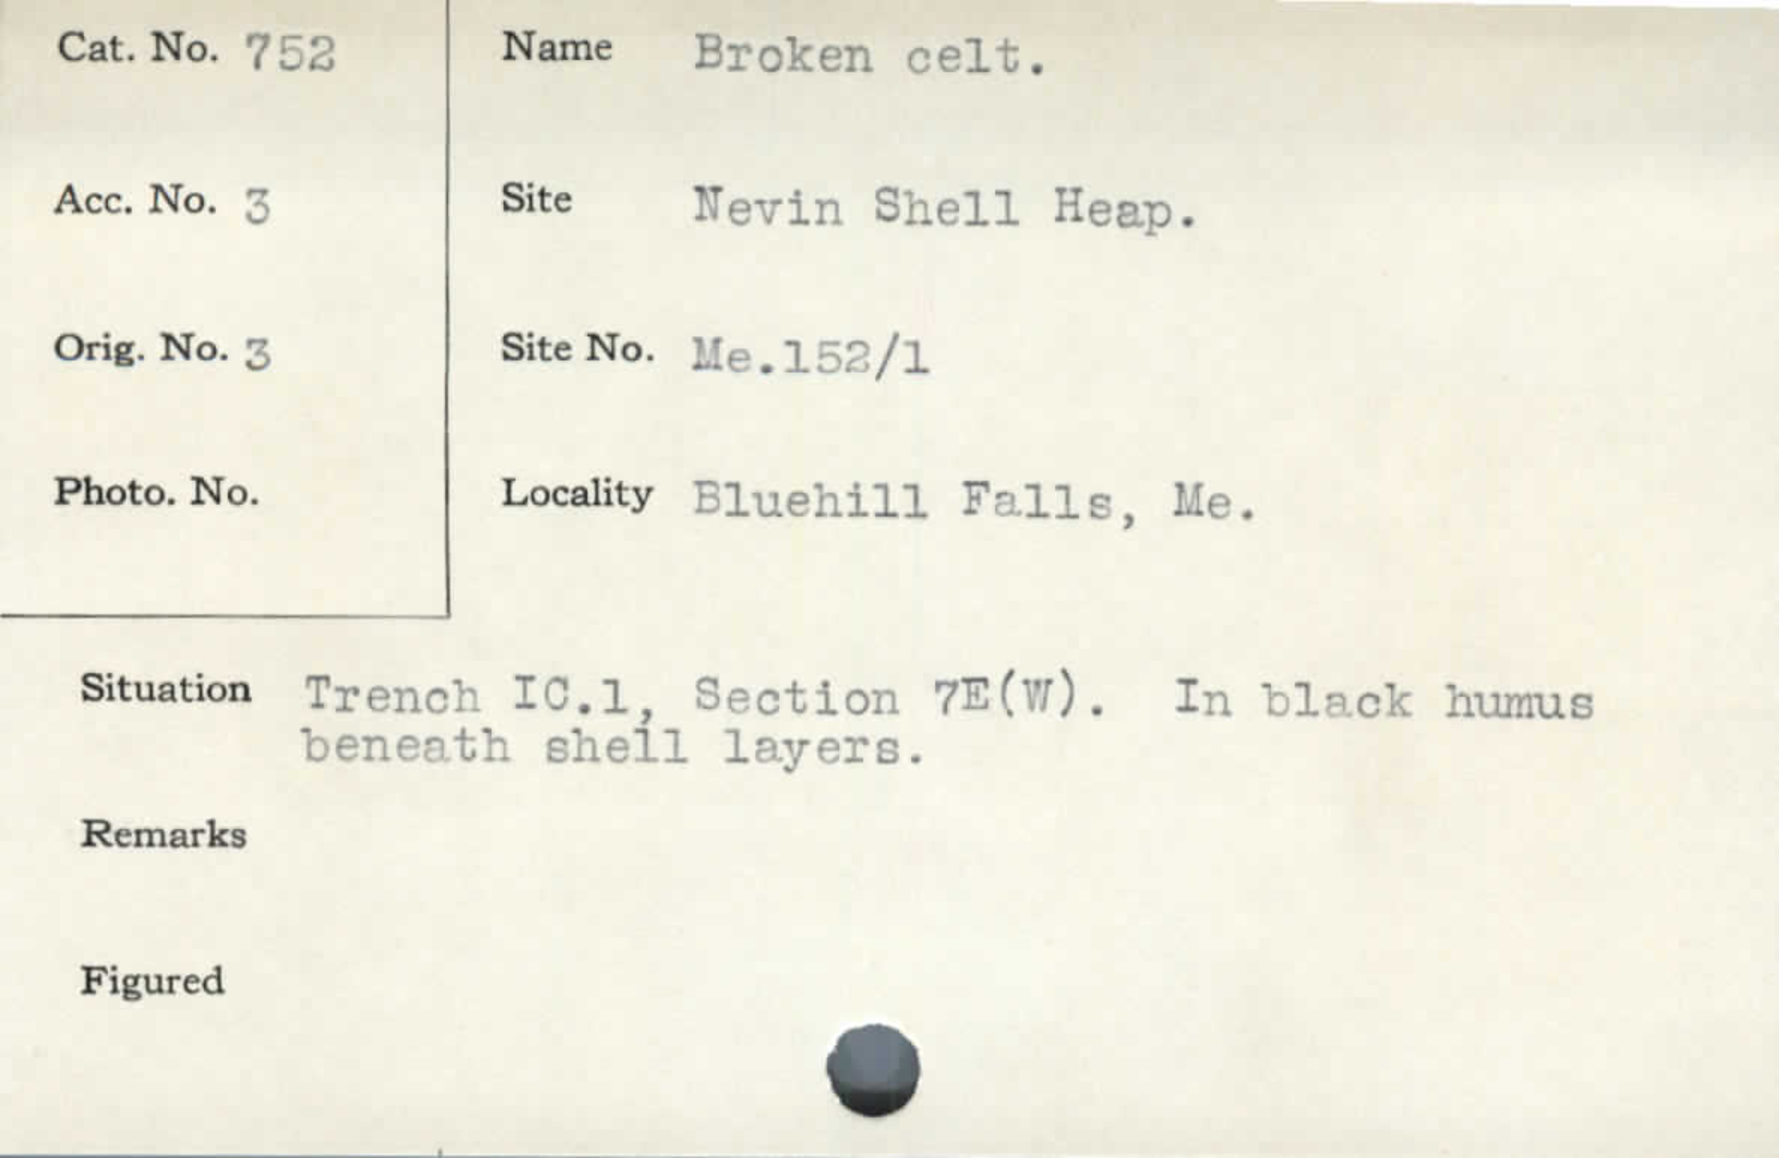 Cat. No. 752
Acc. No. 3
Orig. No. 3
Photo. No.
Name Broken celt.
Site Nevin Shell Heap.
Site No. Me.152/1
Locality Bluehill Falls, Me.
Situation Trench IC.1, Section 7E(W). In black humus
beneath shell layers.
Remarks
Figured